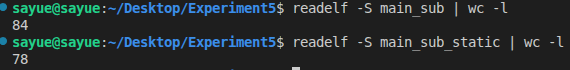 sayue@sayue:~/Desktop/Experiment5$ readelf -S main_sub | wc -l
84
sayue@sayue:~/Desktop/Experiment5$ readelf -S main_sub_static | wc -l
78